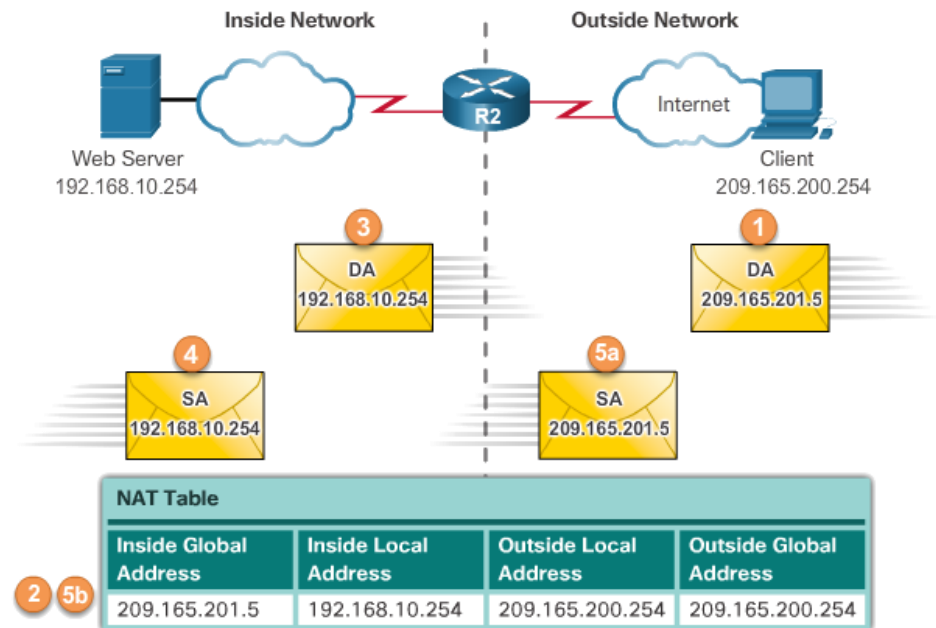 Inside Network
Outside Network
R2
Internet
Web Server
192.168.10.254
Client
209.165.200.254
3
DA
192.168.10.254
1
DA
209.165.201.5
4
SA
192.168.10.254
5a
SA
209.165.201.5
NAT Table
Inside Global
Address
Inside Local
Address
Outside Local
Address
Outside Global
Address
2 5b
209.165.201.5 192.168.10.254 209.165.200.254 209.165.200.254